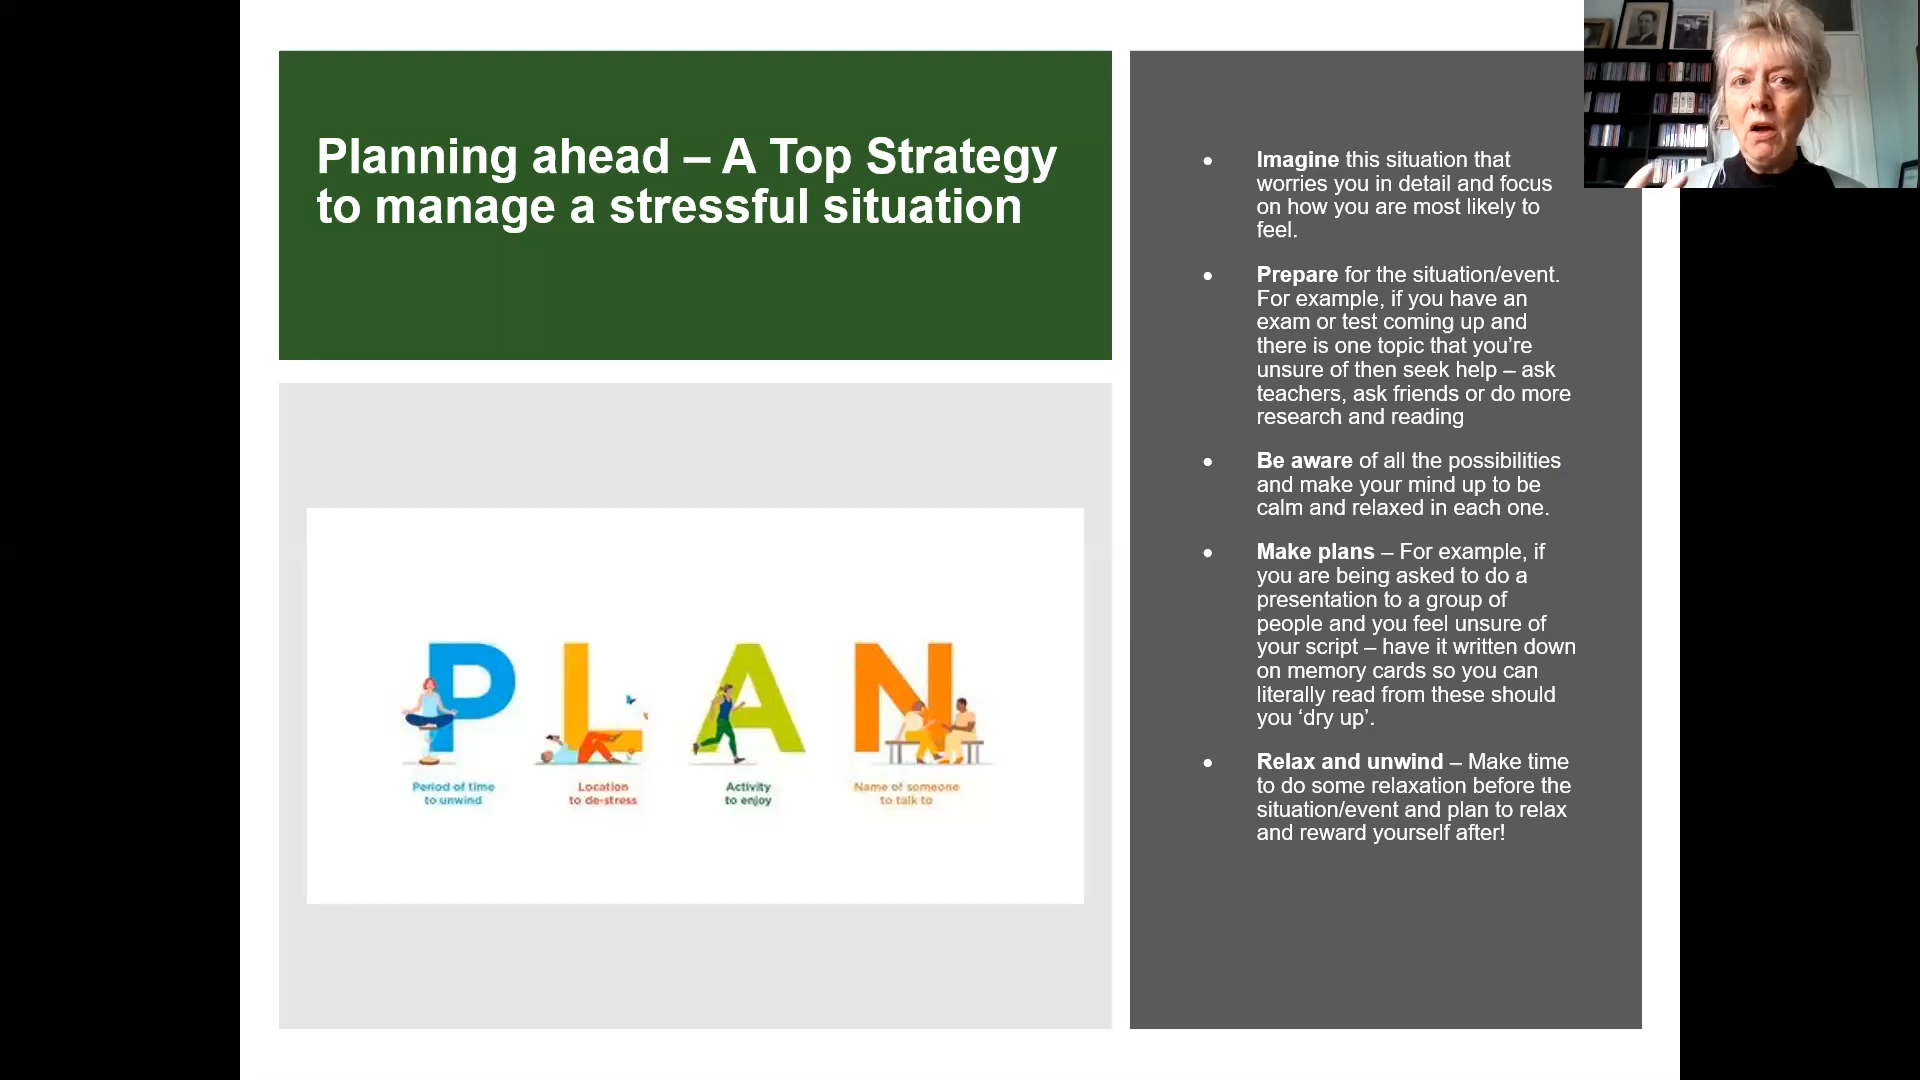 Planning ahead – A Top Strategy
to manage a stressful situation
P L A N
Period of time
to unwind
Location
to de-stress
Activity
to enjoy
Name of someone
to talk to
• Imagine this situation that
worries you in detail and focus
on how you are most likely to
feel.
• Prepare for the situation/event.
For example, if you have an
exam or test coming up and
there is one topic that you’re
unsure of then seek help – ask
teachers, ask friends or do more
research and reading
• Be aware of all the possibilities
and make your mind up to be
calm and relaxed in each one.
• Make plans – For example, if
you are being asked to do a
presentation to a group of
people and you feel unsure of
your script – have it written down
on memory cards so you can
literally read from these should
you ‘dry up’.
• Relax and unwind – Make time
to do some relaxation before the
situation/event and plan to relax
and reward yourself after!